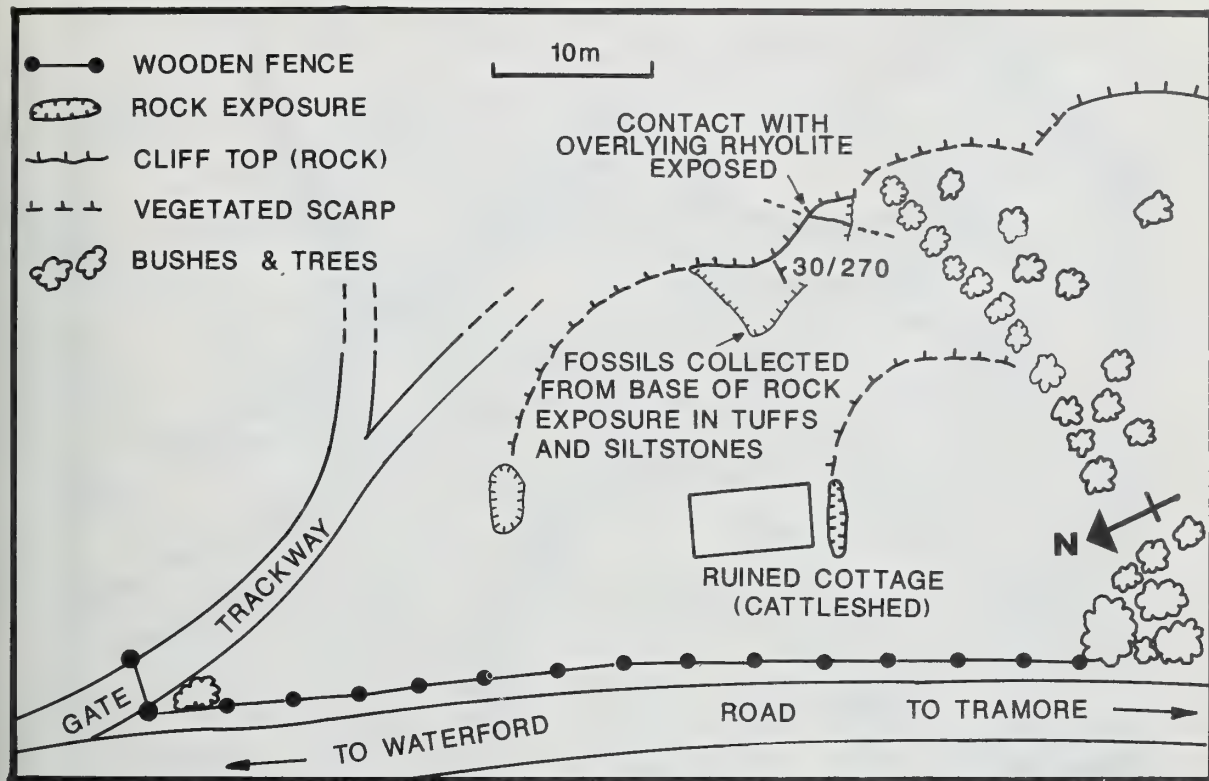 WOODEN FENCE
ROCK EXPOSURE
CLIFF TOP (ROCK)
VEGETATED SCARP
BUSHES & TREES
10m
CONTACT WITH
OVERLYING RHYOLITE
EXPOSED
30/270
FOSSILS COLLECTED
FROM BASE OF ROCK
EXPOSURE IN TUFFS
AND SILTSTONES
N
RUINED COTTAGE
(CATTLESHED)
TRACKWAY
GATE
TO WATERFORD
ROAD
TO TRAMORE